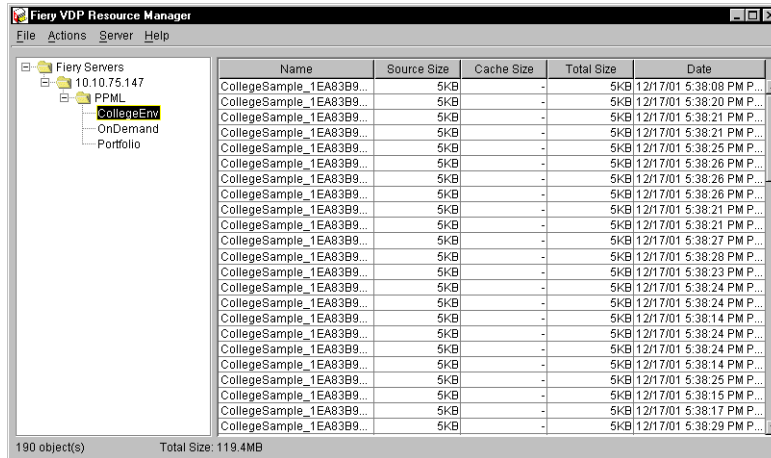 Fiery VDP Resource Manager
File Actions Server Help
Fiery Servers
10.10.75.147
PPML
CollegeEnv
OnDemand
Portfolio
Name Source Size Cache Size Total Size Date
CollegeSample_1EA83B9... 5KB - 5KB 12/17/01 5:38:08 PM P...
CollegeSample_1EA83B9... 5KB - 5KB 12/17/01 5:38:20 PM P...
CollegeSample_1EA83B9... 5KB - 5KB 12/17/01 5:38:21 PM P...
CollegeSample_1EA83B9... 5KB - 5KB 12/17/01 5:38:21 PM P...
CollegeSample_1EA83B9... 5KB - 5KB 12/17/01 5:38:25 PM P...
CollegeSample_1EA83B9... 5KB - 5KB 12/17/01 5:38:26 PM P...
CollegeSample_1EA83B9... 5KB - 5KB 12/17/01 5:38:26 PM P...
CollegeSample_1EA83B9... 5KB - 5KB 12/17/01 5:38:26 PM P...
CollegeSample_1EA83B9... 5KB - 5KB 12/17/01 5:38:21 PM P...
CollegeSample_1EA83B9... 5KB - 5KB 12/17/01 5:38:21 PM P...
CollegeSample_1EA83B9... 5KB - 5KB 12/17/01 5:38:27 PM P...
CollegeSample_1EA83B9... 5KB - 5KB 12/17/01 5:38:28 PM P...
CollegeSample_1EA83B9... 5KB - 5KB 12/17/01 5:38:23 PM P...
CollegeSample_1EA83B9... 5KB - 5KB 12/17/01 5:38:24 PM P...
CollegeSample_1EA83B9... 5KB - 5KB 12/17/01 5:38:24 PM P...
CollegeSample_1EA83B9... 5KB - 5KB 12/17/01 5:38:14 PM P...
CollegeSample_1EA83B9... 5KB - 5KB 12/17/01 5:38:24 PM P...
CollegeSample_1EA83B9... 5KB - 5KB 12/17/01 5:38:24 PM P...
CollegeSample_1EA83B9... 5KB - 5KB 12/17/01 5:38:14 PM P...
CollegeSample_1EA83B9... 5KB - 5KB 12/17/01 5:38:25 PM P...
CollegeSample_1EA83B9... 5KB - 5KB 12/17/01 5:38:15 PM P...
CollegeSample_1EA83B9... 5KB - 5KB 12/17/01 5:38:17 PM P...
CollegeSample_1EA83B9... 5KB - 5KB 12/17/01 5:38:29 PM P...
190 object(s) Total Size: 119.4MB